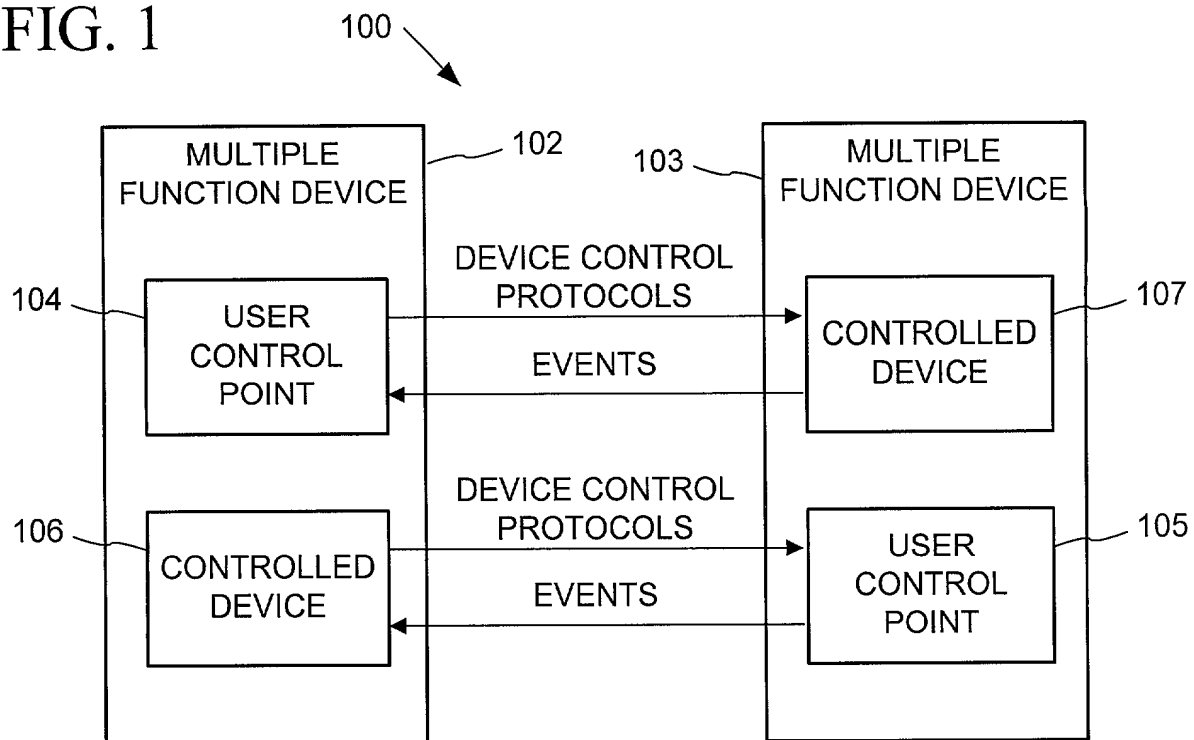 FIG. 1
100
MULTIPLE
FUNCTION DEVICE
102
103
MULTIPLE
FUNCTION DEVICE
104
USER
CONTROL
POINT
DEVICE CONTROL
PROTOCOLS
EVENTS
CONTROLLED
DEVICE
107
106
CONTROLLED
DEVICE
DEVICE CONTROL
PROTOCOLS
EVENTS
USER
CONTROL
POINT
105